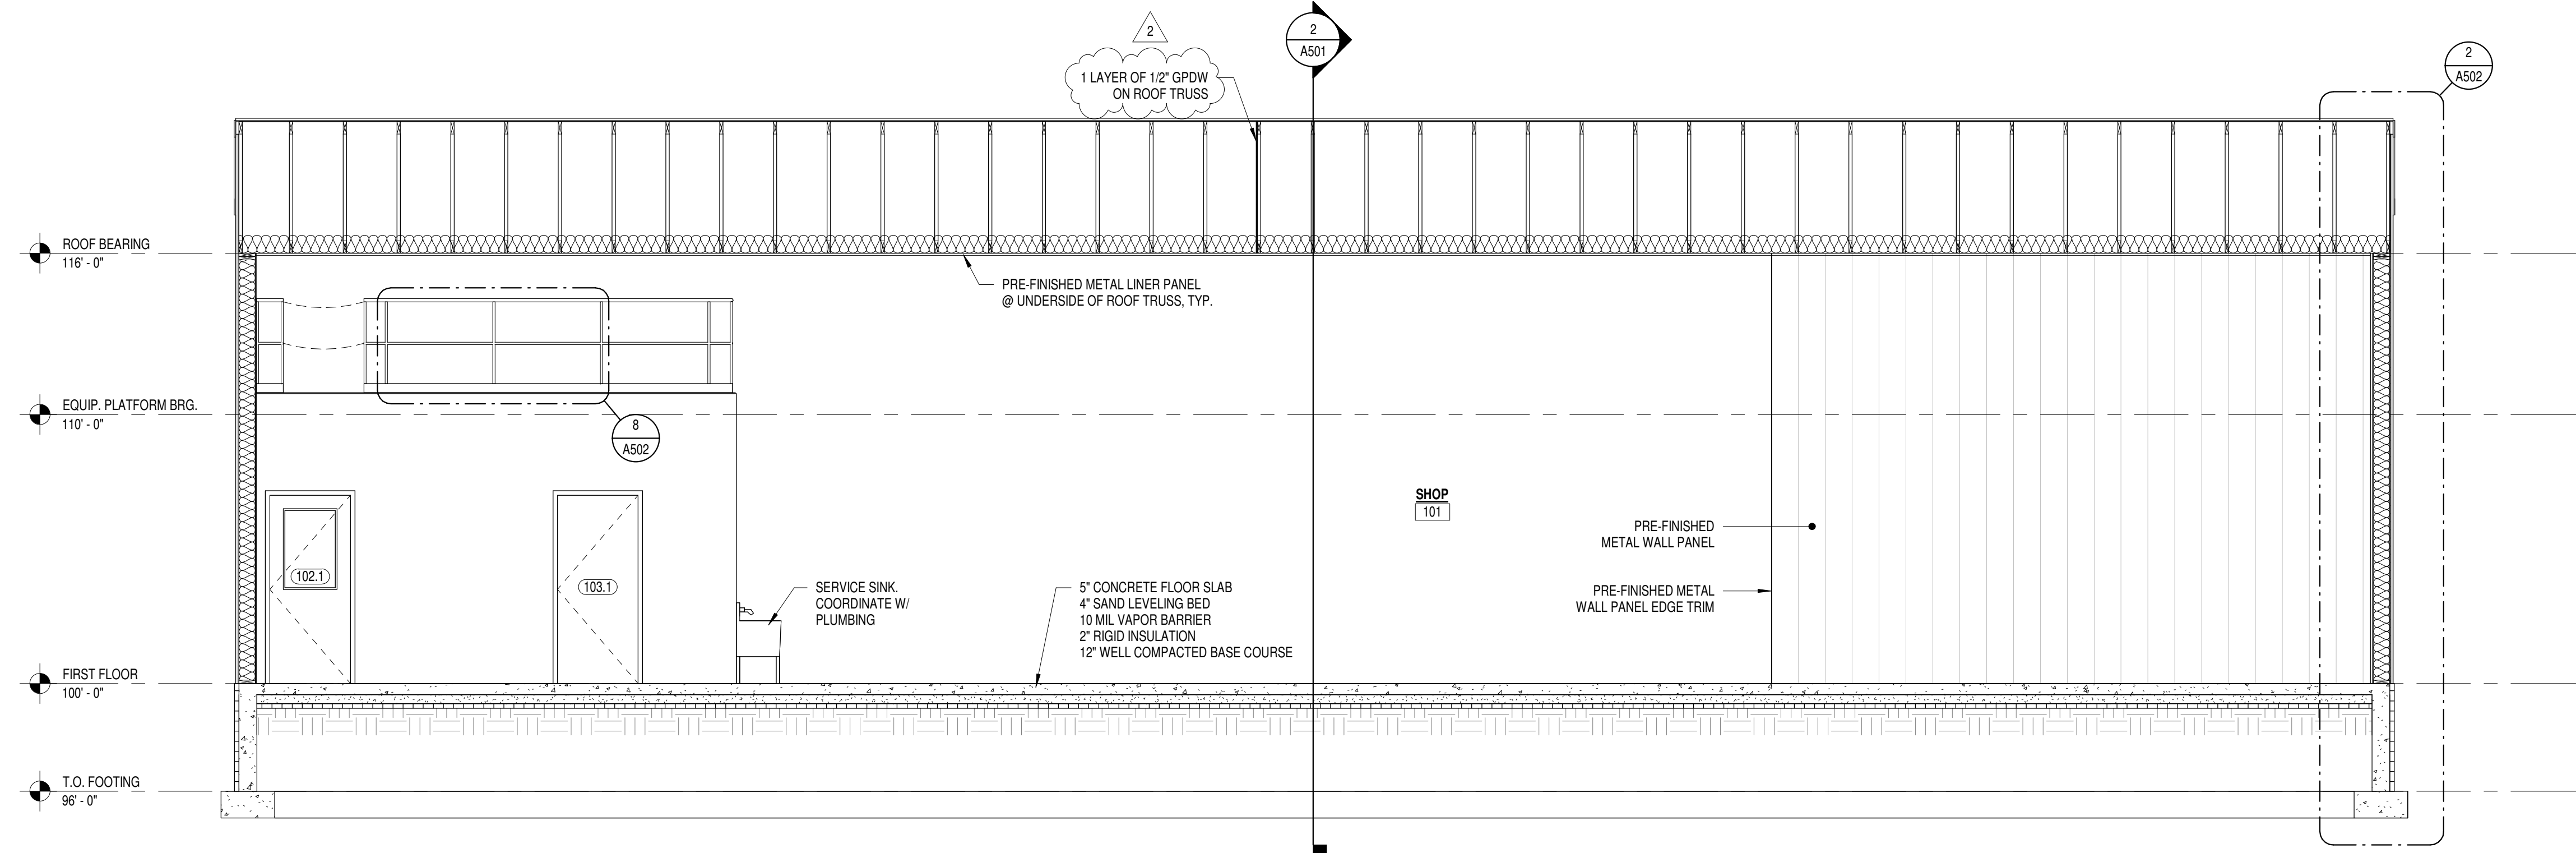 2
1 LAYER OF 1/2" GPDW
ON ROOF TRUSS
2
A501
2
A502
ROOF BEARING
116' - 0"
PRE-FINISHED METAL LINER PANEL
@ UNDERSIDE OF ROOF TRUSS, TYP.
EQUIP. PLATFORM BRG.
110' - 0"
8
A502
SHOP
101
PRE-FINISHED
METAL WALL PANEL
102.1
103.1
SERVICE SINK.
COORDINATE W/
PLUMBING
5" CONCRETE FLOOR SLAB
4" SAND LEVELING BED
10 MIL VAPOR BARRIER
2" RIGID INSULATION
12" WELL COMPACTED BASE COURSE
PRE-FINISHED METAL
WALL PANEL EDGE TRIM
FIRST FLOOR
100' - 0"
T.O. FOOTING
96' - 0"